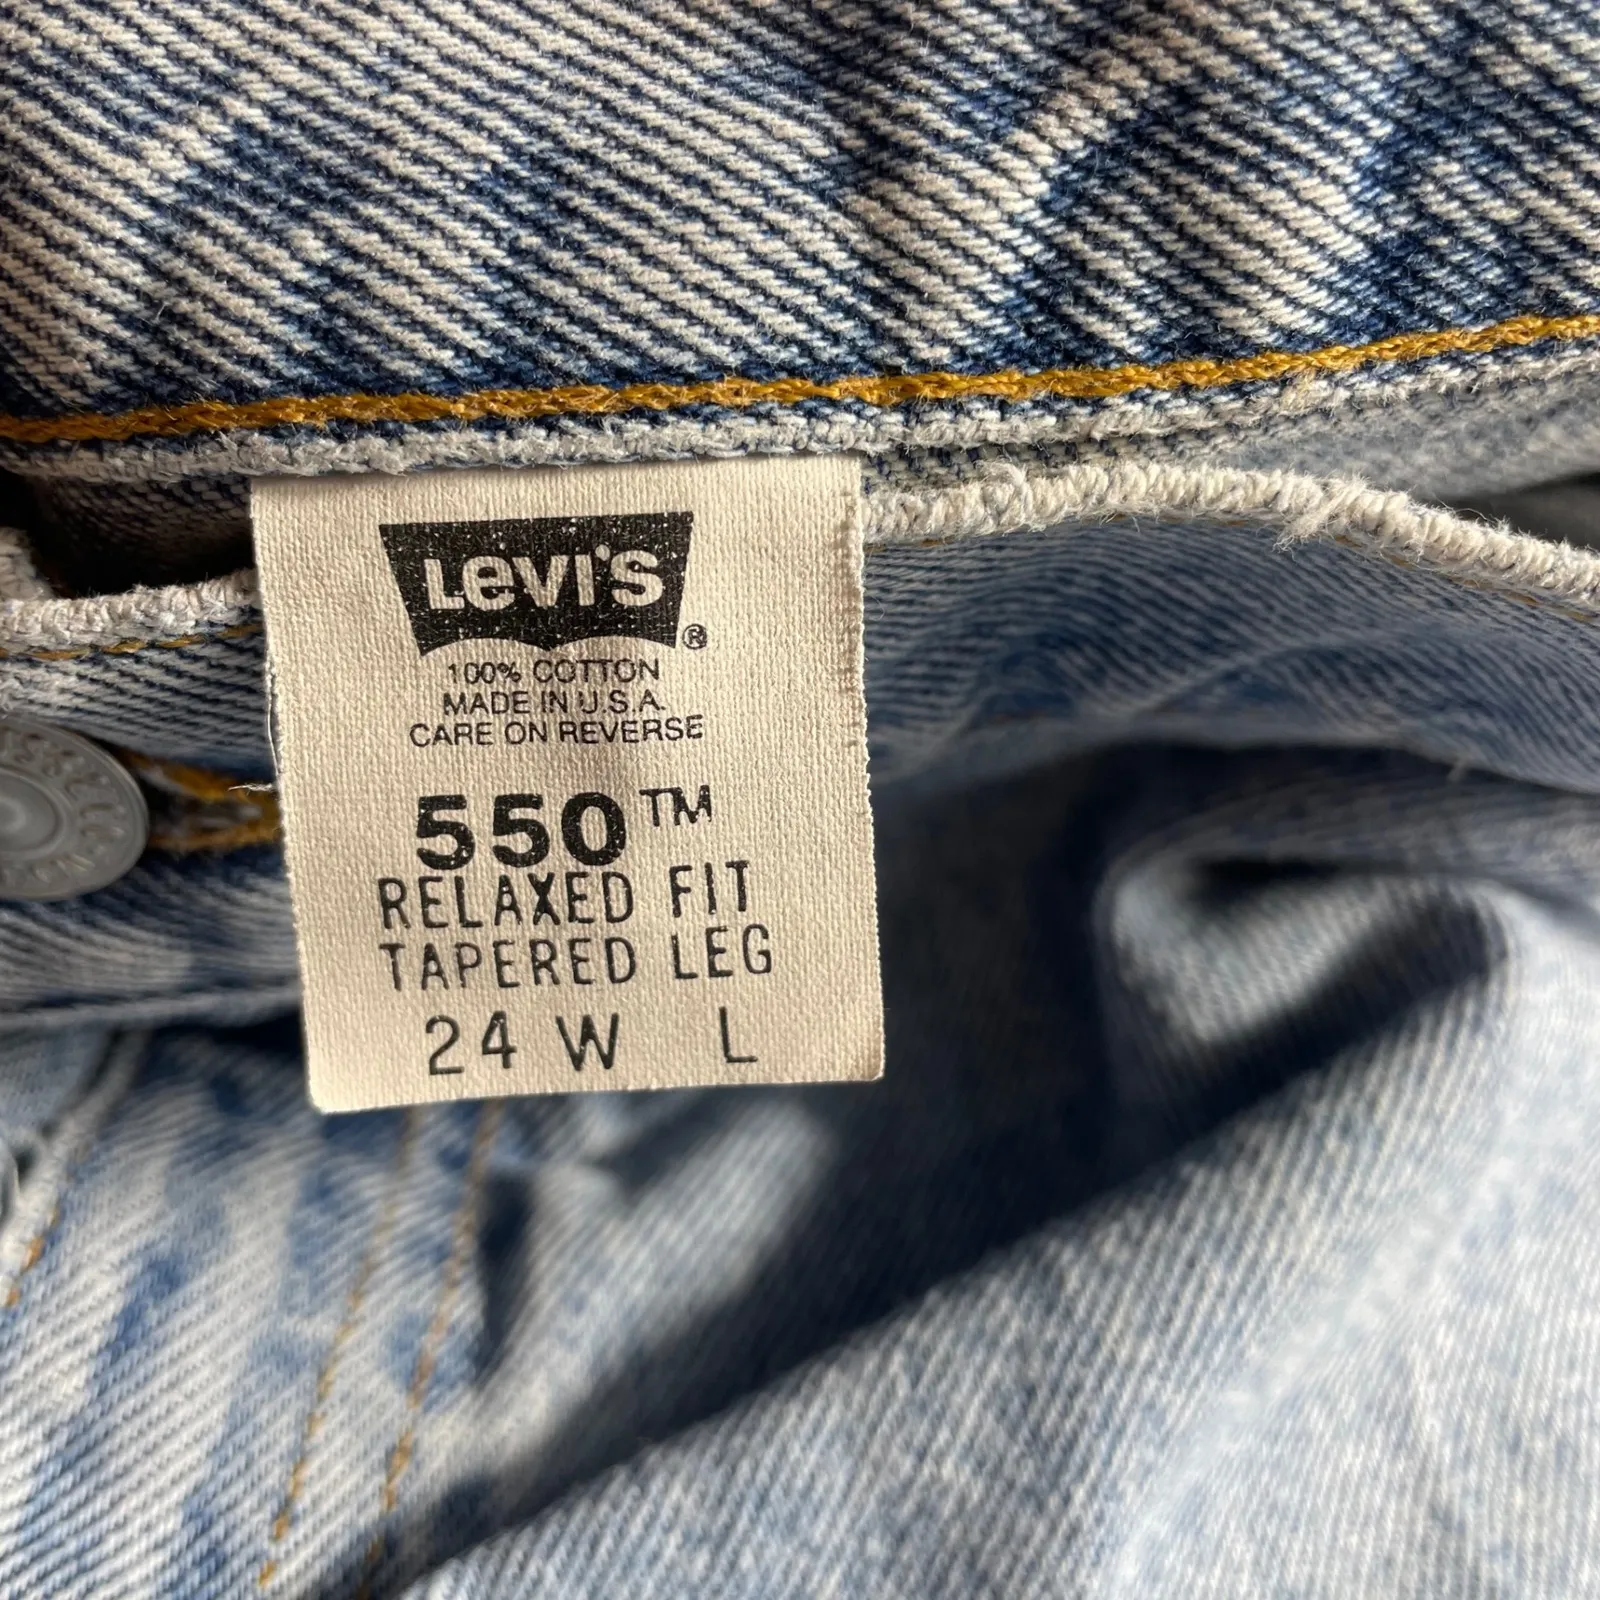 Levi's®
100% COTTON
MADE IN U.S.A.
CARE ON REVERSE
550™
RELAXED FIT
TAPERED LEG
24 W L